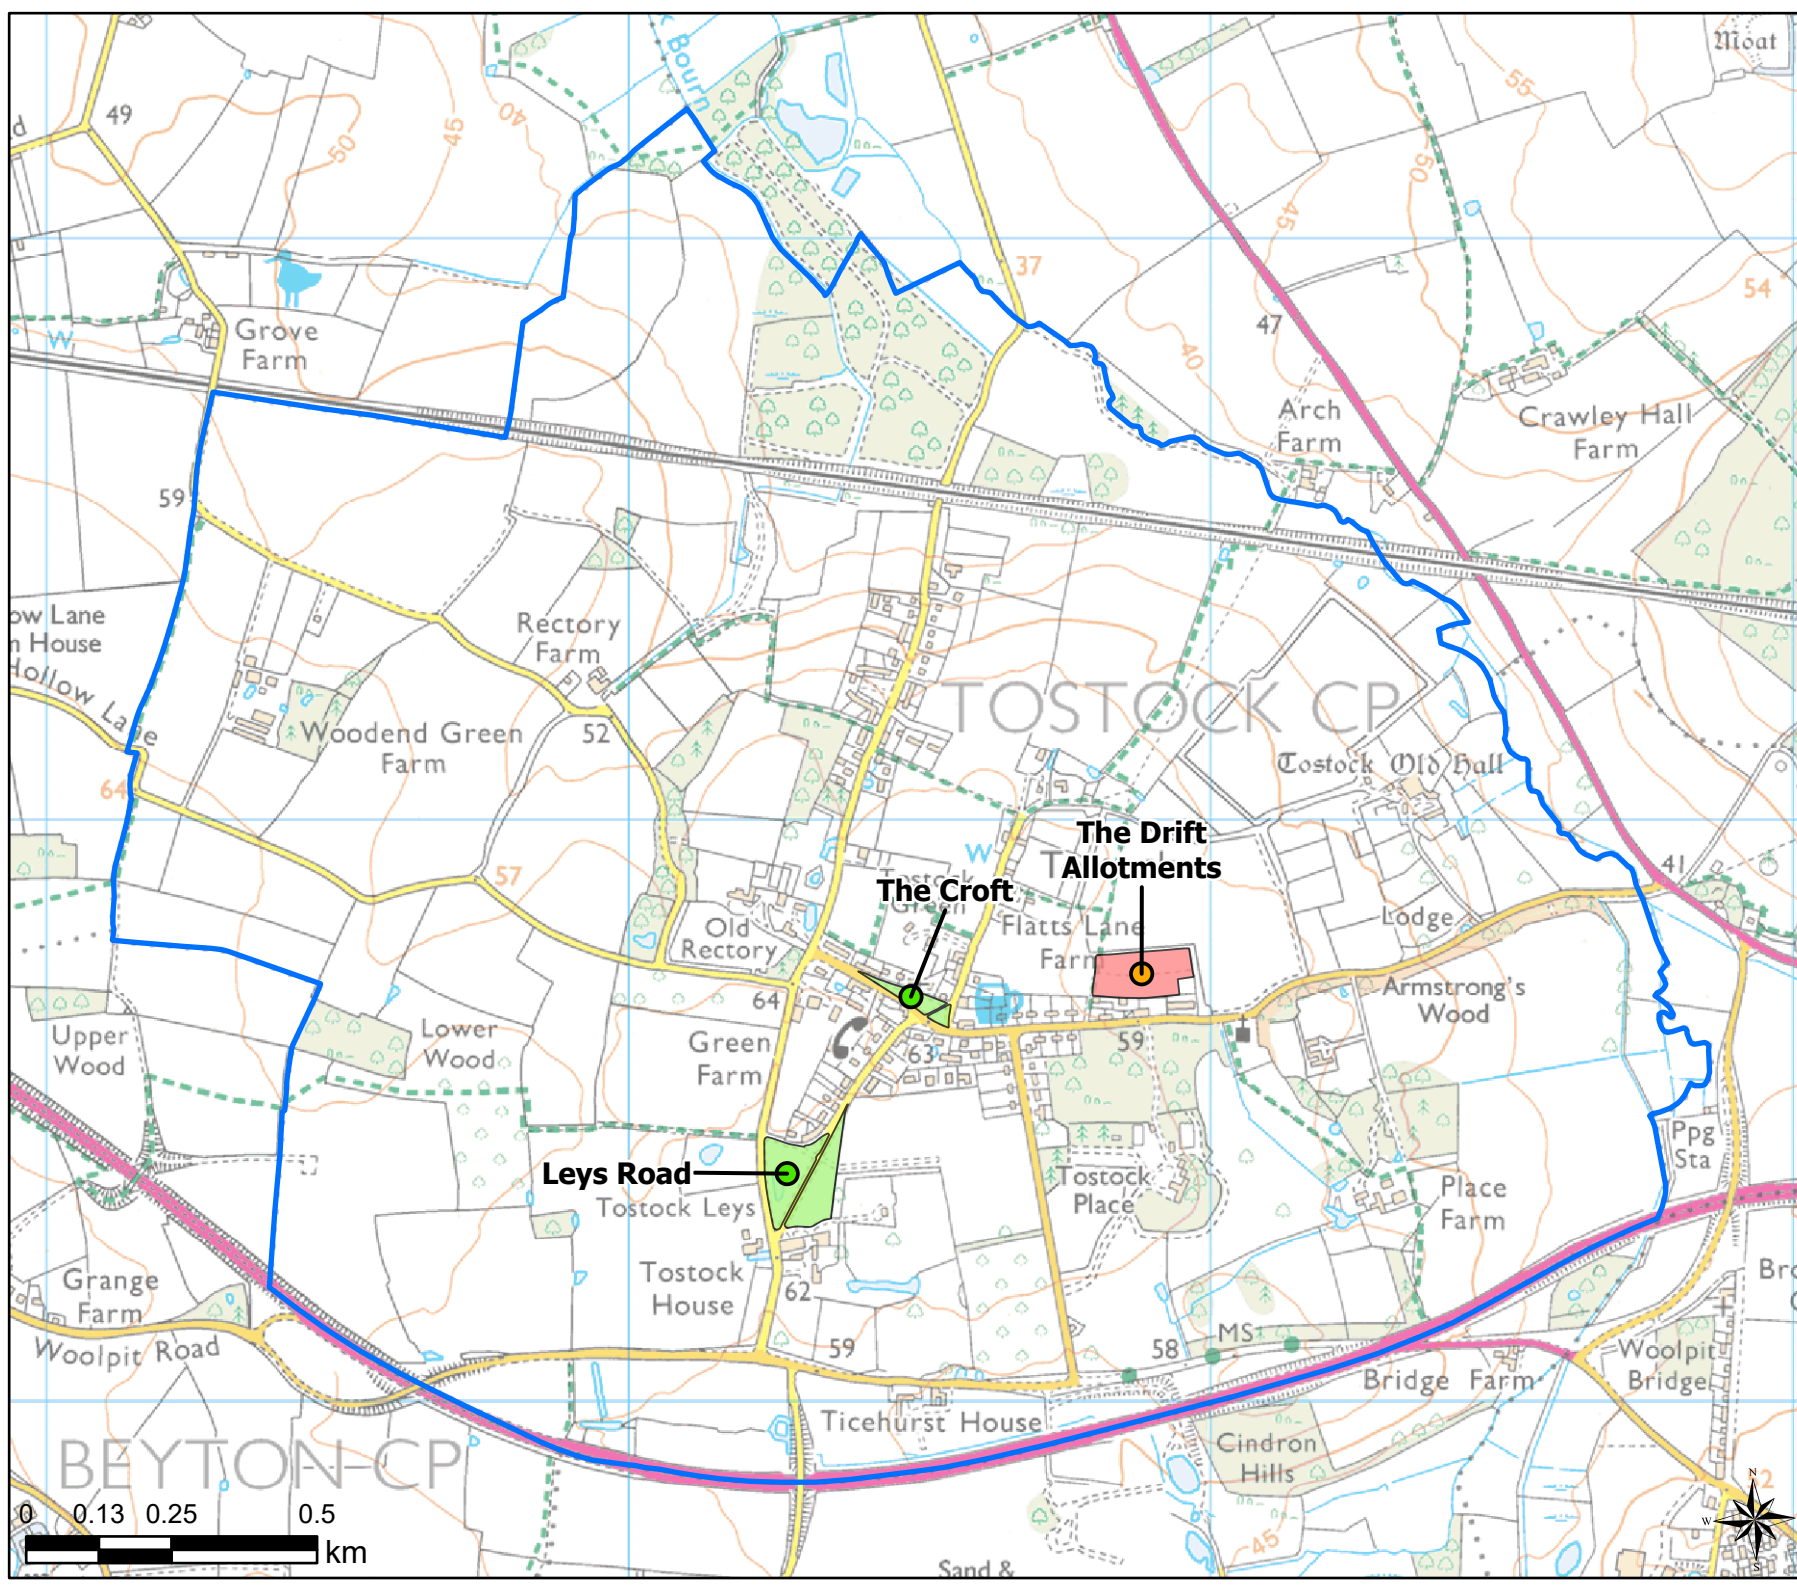 Bourn
Moat
49
50
45
40
55
50
45
37
54
47
40
W
Grove
Farm
Arch
Farm
Crawley Hall
Farm
59
ow Lane
n House
Hollow Lane
Rectory
Farm
TOSTOCK CP
Woodend Green
Farm
52
64
Tostock Old Hall
The Drift
Allotments
W
41
57
The Croft
Tostock
Green
Flatts Lane
Farm
Lodge
Old
Rectory
64
Armstrong's
Wood
Upper
Wood
Lower
Wood
Green
Farm
63
59
Ppg
Sta
Leys Road
Tostock Leys
Tostock
Place
Place
Farm
Grange
Farm
Tostock
House
62
Woolpit Road
59
58
MS
Woolpit
Bridge
Bridge Farm
Ticehurst House
Cindron
Hills
BEYTON CP
0 0.13 0.25 0.5
km
45
Sand &
N
W
S